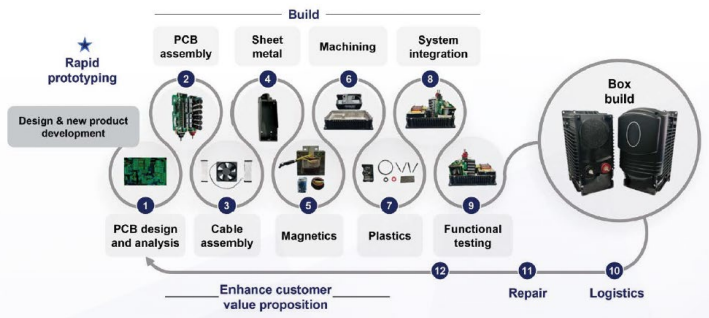 Build
Rapid
prototyping
PCB
assembly
Sheet
metal
Machining
System
integration
2
4
6
8
Design & new product
development
Box
build
1
3
5
7
9
PCB design
and analysis
Cable
assembly
Magnetics
Plastics
Functional
testing
12
11
10
Enhance customer
value proposition
Repair
Logistics